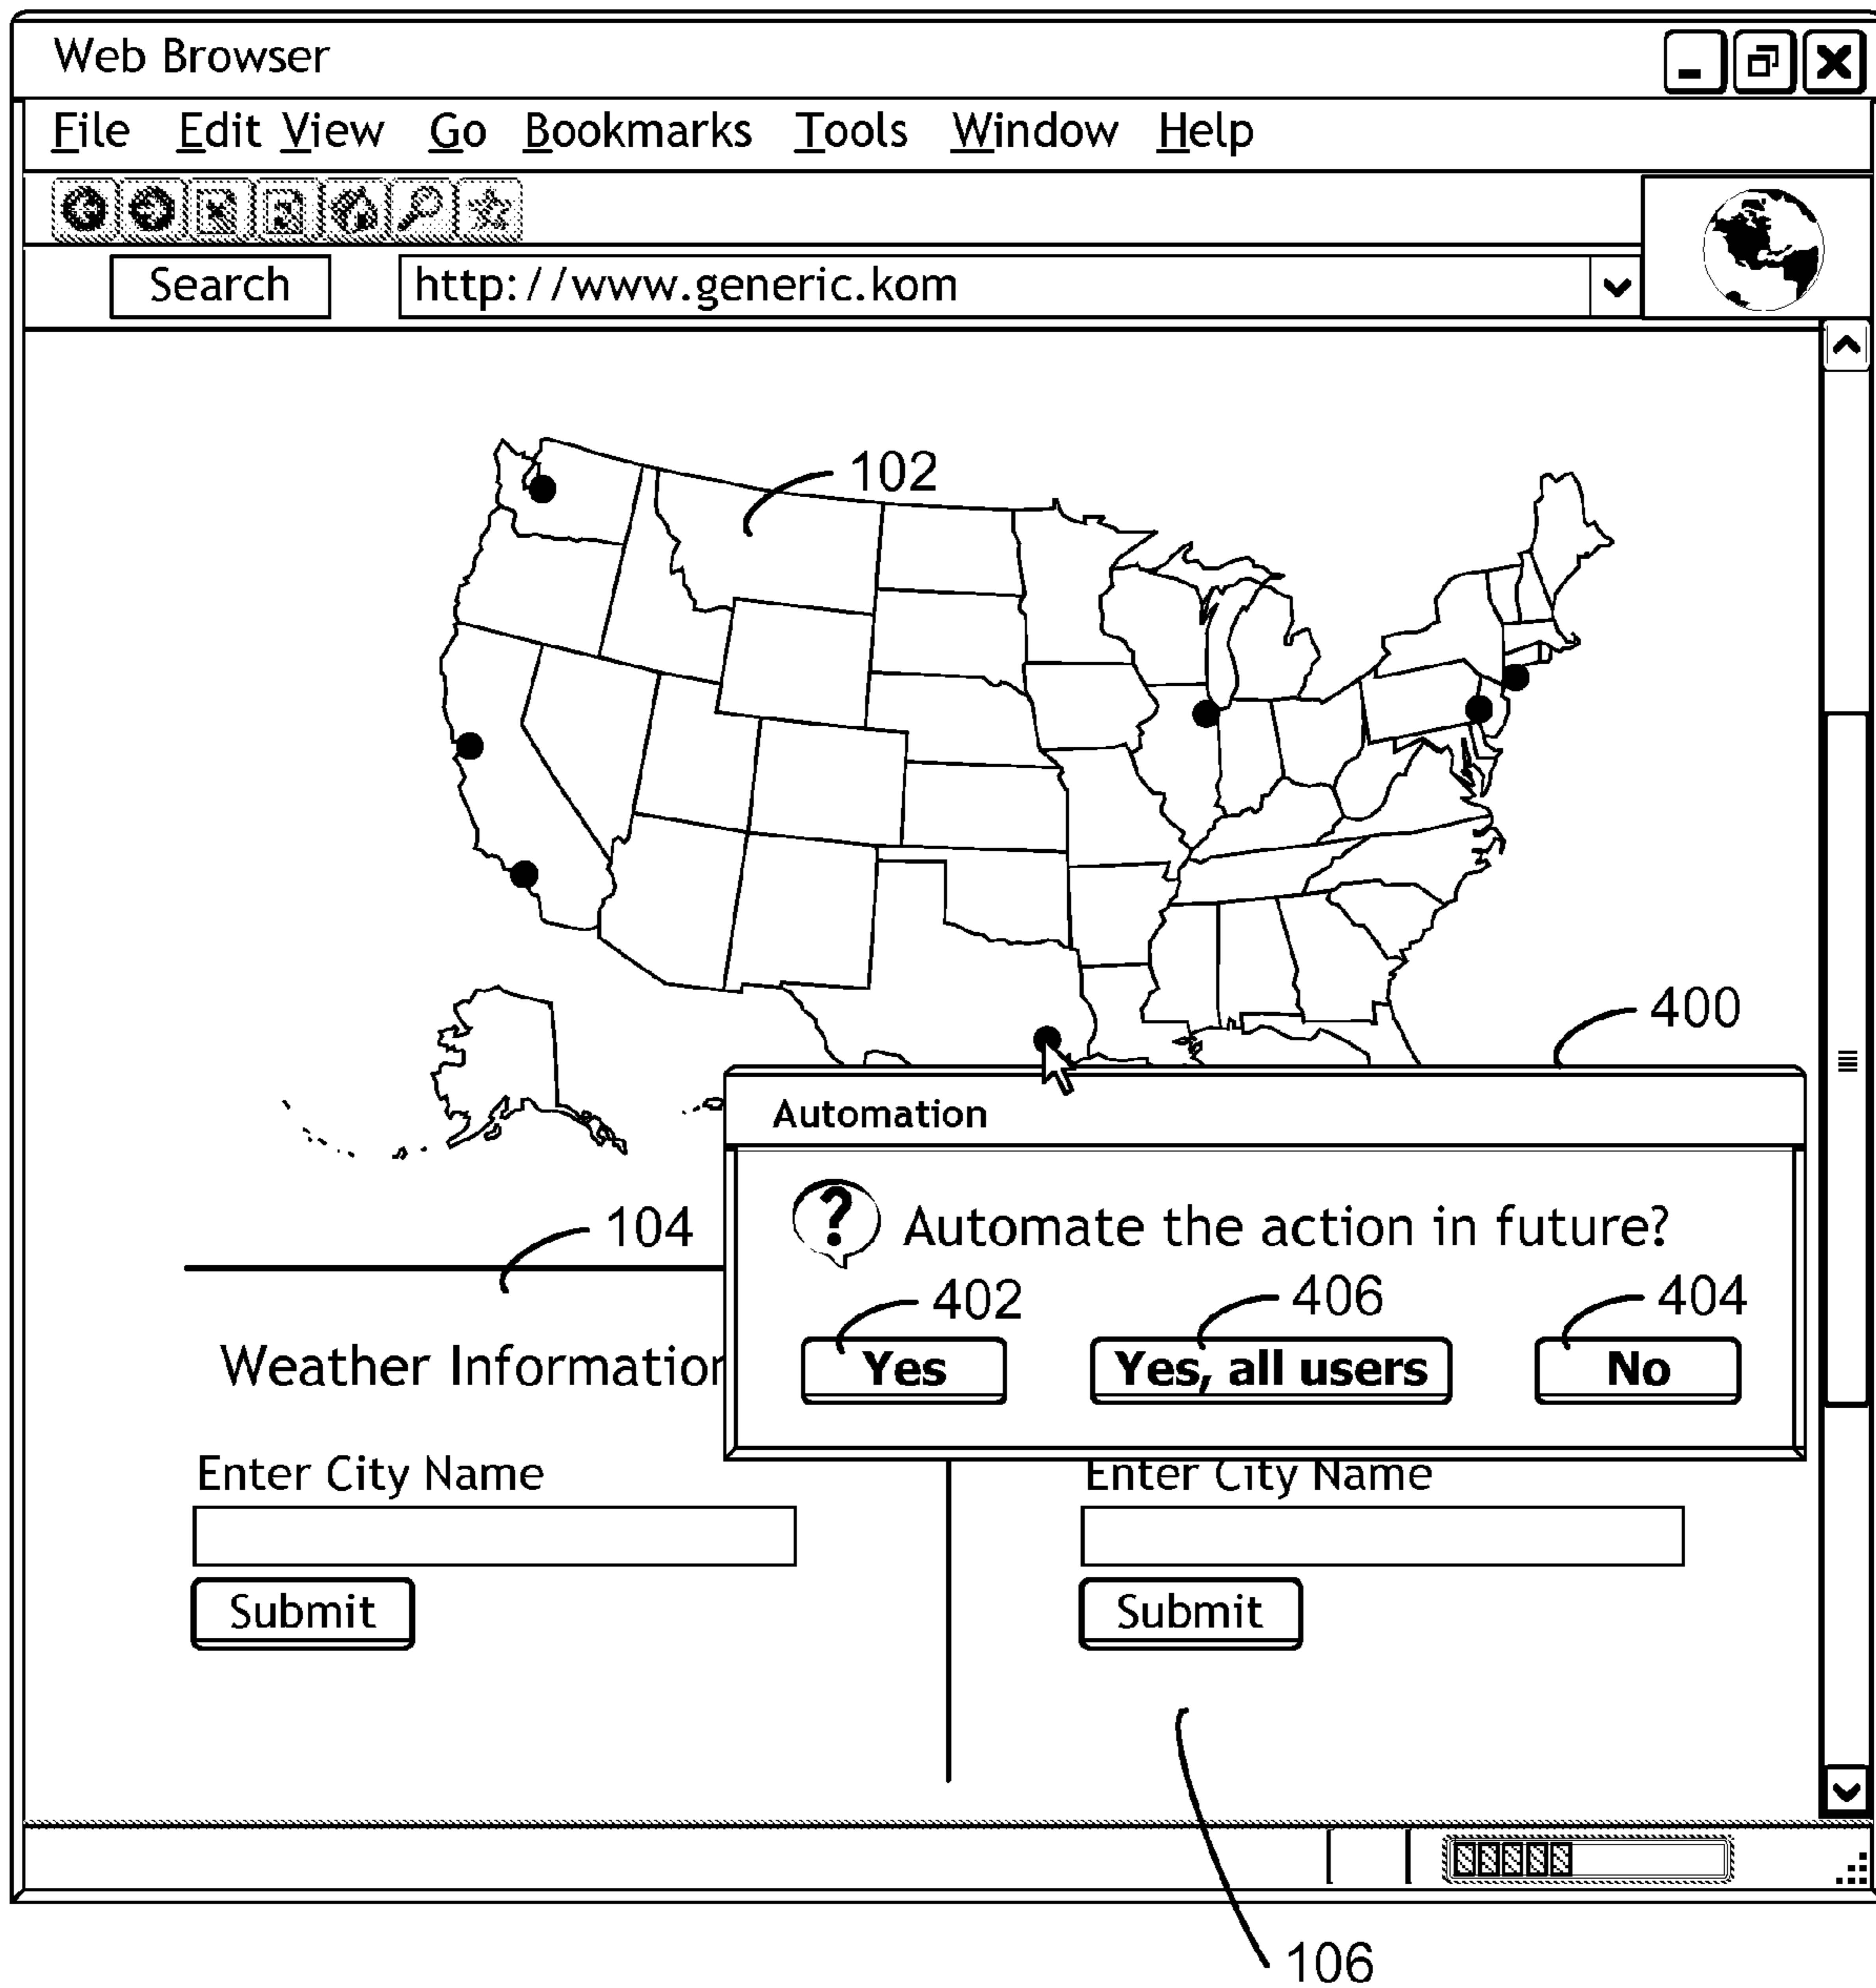 Web Browser
File Edit View Go Bookmarks Tools Window Help
Search http://www.generic.kom
102
400
Automation
? Automate the action in future?
104
402 406 404
Yes Yes, all users No
Weather Information
Enter City Name Enter City Name
Submit Submit
106